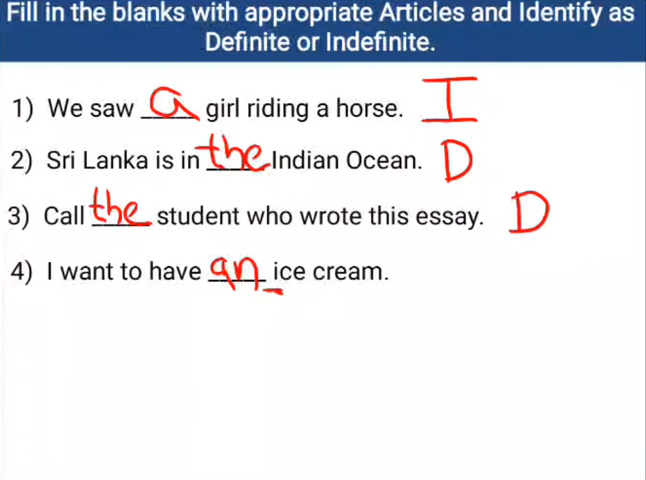 Fill in the blanks with appropriate Articles and Identify as
Definite or Indefinite.
1) We saw a girl riding a horse. I
2) Sri Lanka is in the Indian Ocean. D
3) Call the student who wrote this essay. D
4) I want to have an ice cream.